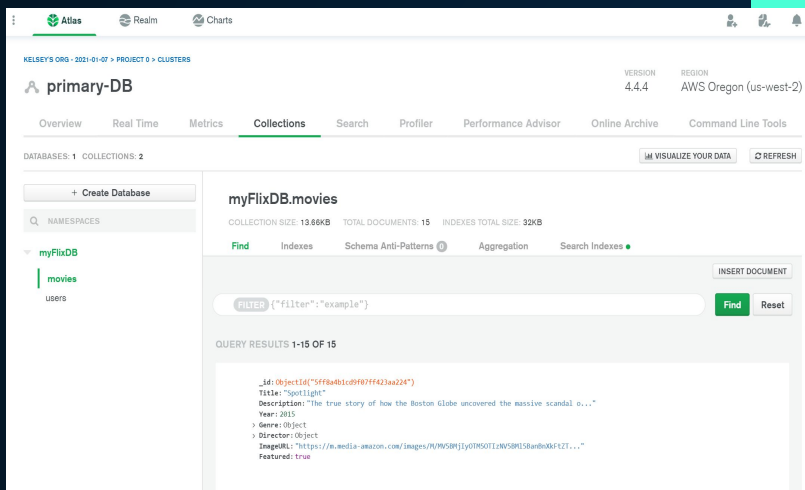 Atlas
Realm
Charts
KELSEY'S ORG - 2021-01-07 > PROJECT 0 > CLUSTERS
primary-DB
VERSION
4.4.4
REGION
AWS Oregon (us-west-2)
Overview
Real Time
Metrics
Collections
Search
Profiler
Performance Advisor
Online Archive
Command Line Tools
DATABASES: 1 COLLECTIONS: 2
VISUALIZE YOUR DATA
REFRESH
+ Create Database
NAMESPACES
myFlixDB
movies
users
myFlixDB.movies
COLLECTION SIZE: 13.66KB TOTAL DOCUMENTS: 15 INDEXES TOTAL SIZE: 32KB
Find
Indexes
Schema Anti-Patterns 0
Aggregation
Search Indexes
INSERT DOCUMENT
FILTER {"filter":"example"}
Find
Reset
QUERY RESULTS 1-15 OF 15
_id: ObjectId("5ff8a4b1cd9f07ff423aa224")
Title: "Spotlight"
Description: "The true story of how the Boston Globe uncovered the massive scandal o..."
Year: 2015
> Genre: Object
> Director: Object
ImageURL: "https://m.media-amazon.com/images/M/MV5BMjIyOTM5OTIzNV5BMl5BanBnXkFtZT..."
Featured: true